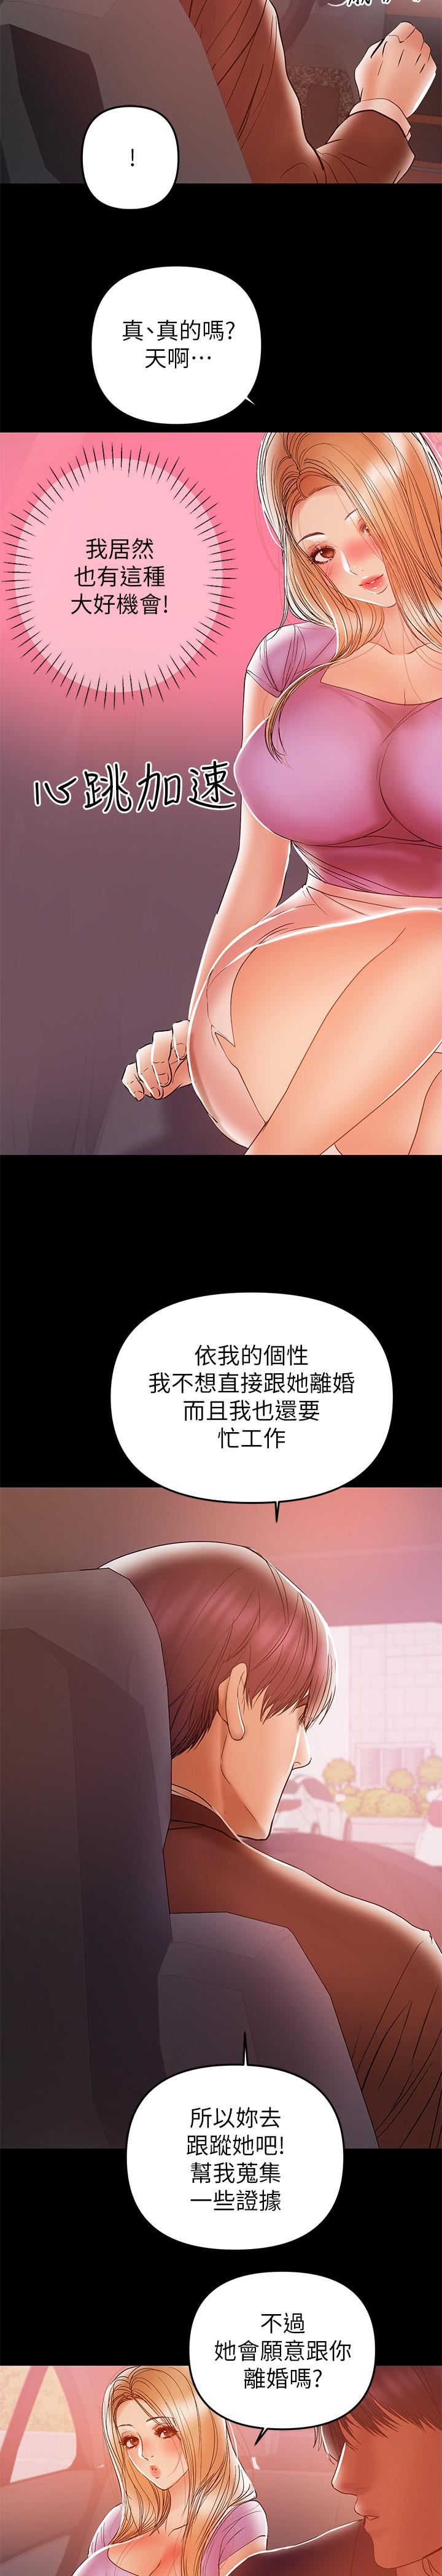 !
真、真的嗎?
天啊…
我居然
也有這種
大好機會!
心跳加速
依我的個性
我不想直接跟她離婚
而且我也還要
忙工作
所以妳去
跟蹤她吧!
幫我蒐集
一些證據
不過
她會願意跟你
離婚嗎?